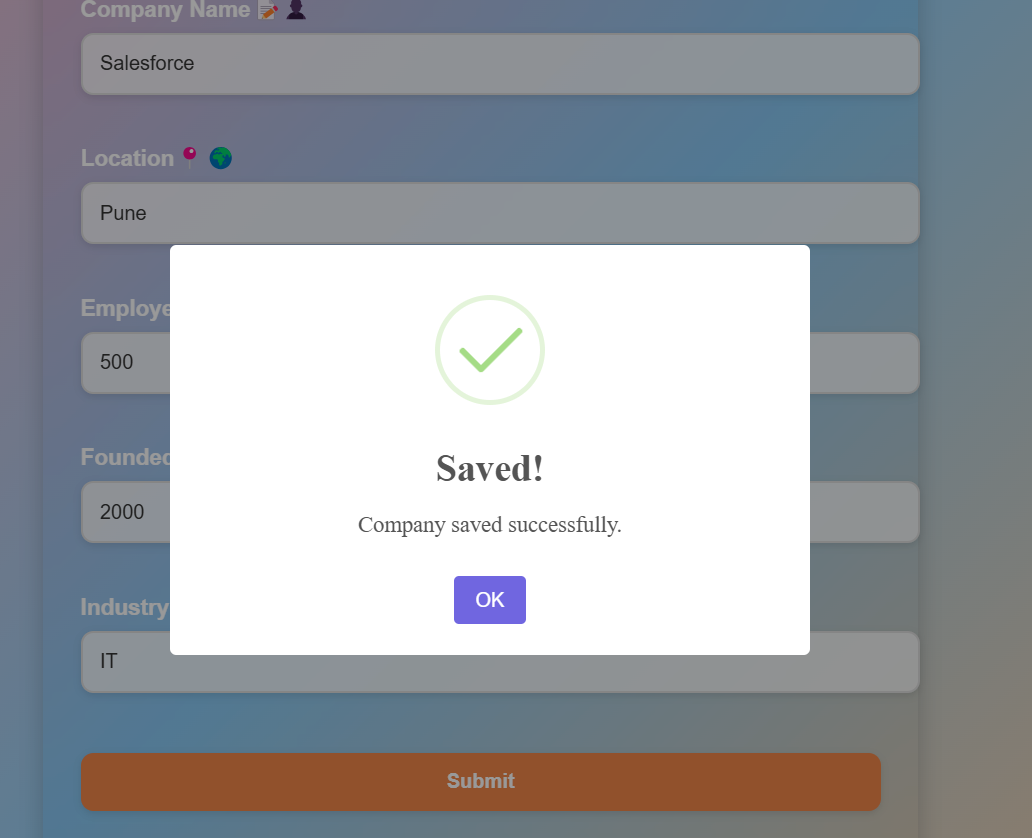 Company Name 📝 👤
Salesforce
Location 📍 🌍
Pune
Employe
500
Founded
2000
Industry
IT
Saved!
Company saved successfully.
OK
Submit